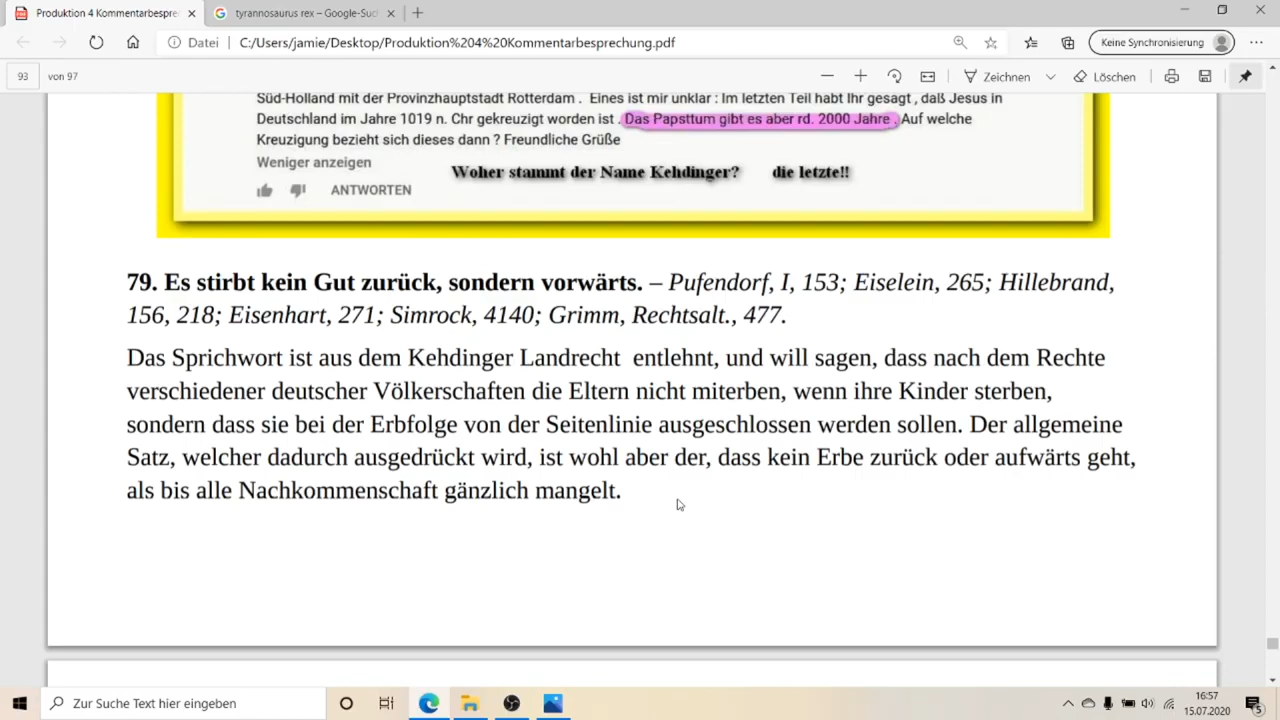 Produktion 4 Kommentarbespre
tyrannosaurus rex – Google-Suc
Datei
C:/Users/jamie/Desktop/Produktion%204%20Kommentarbesprechung.pdf
Keine Synchronisierung
93 von 97
Zeichnen
Löschen
Süd-Holland mit der Provinzhauptstadt Rotterdam . Eines ist mir unklar : Im letzten Teil habt Ihr gesagt , daß Jesus in
Deutschland im Jahre 1019 n. Chr gekreuzigt worden ist . Das Papsttum gibt es aber rd. 2000 Jahre . Auf welche
Kreuzigung bezieht sich dieses dann ? Freundliche Grüße
Weniger anzeigen
Woher stammt der Name Kehdinger? die letzte!!
ANTWORTEN
79. Es stirbt kein Gut zurück, sondern vorwärts. – Pufendorf, I, 153; Eiselein, 265; Hillebrand,
156, 218; Eisenhart, 271; Simrock, 4140; Grimm, Rechtsalt., 477.
Das Sprichwort ist aus dem Kehdinger Landrecht entlehnt, und will sagen, dass nach dem Rechte
verschiedener deutscher Völkerschaften die Eltern nicht miterben, wenn ihre Kinder sterben,
sondern dass sie bei der Erbfolge von der Seitenlinie ausgeschlossen werden sollen. Der allgemeine
Satz, welcher dadurch ausgedrückt wird, ist wohl aber der, dass kein Erbe zurück oder aufwärts geht,
als bis alle Nachkommenschaft gänzlich mangelt.
Zur Suche Text hier eingeben
16:57
15.07.2020
5